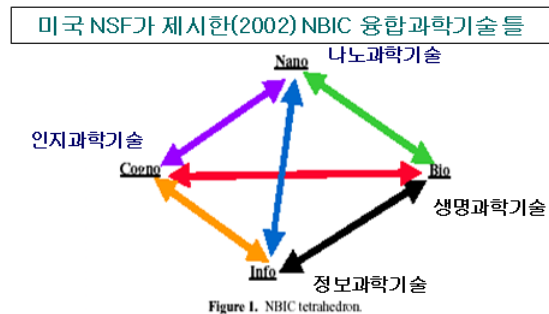 미국 NSF가 제시한(2002) NBIC 융합과학기술 틀
Nano 나노과학기술
인지과학기술
Cogno
Bio
생명과학기술
Info
정보과학기술
Figure 1. NBIC tetrahedron.